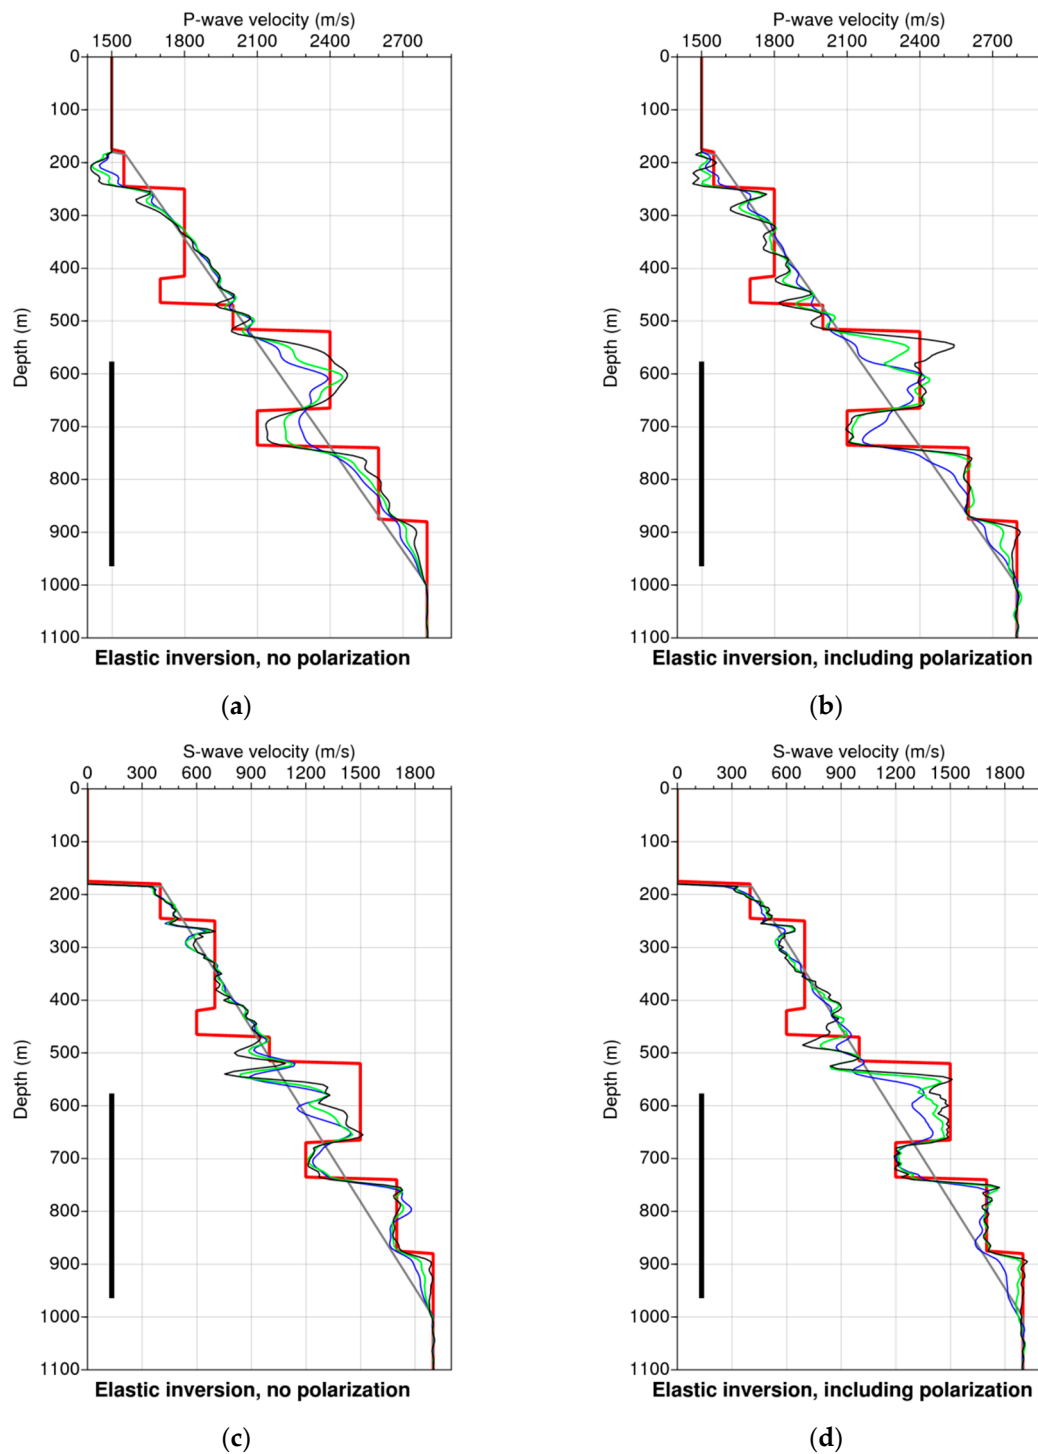 P-wave velocity (m/s)
1500 1800 2100 2400 2700
0
100
200
300
400
500
600
700
800
900
1000
1100
Depth (m)
Elastic inversion, no polarization
(a)
P-wave velocity (m/s)
1500 1800 2100 2400 2700
0
100
200
300
400
500
600
700
800
900
1000
1100
Depth (m)
Elastic inversion, including polarization
(b)
S-wave velocity (m/s)
0 300 600 900 1200 1500 1800
0
100
200
300
400
500
600
700
800
900
1000
1100
Depth (m)
Elastic inversion, no polarization
(c)
S-wave velocity (m/s)
0 300 600 900 1200 1500 1800
0
100
200
300
400
500
600
700
800
900
1000
1100
Depth (m)
Elastic inversion, including polarization
(d)